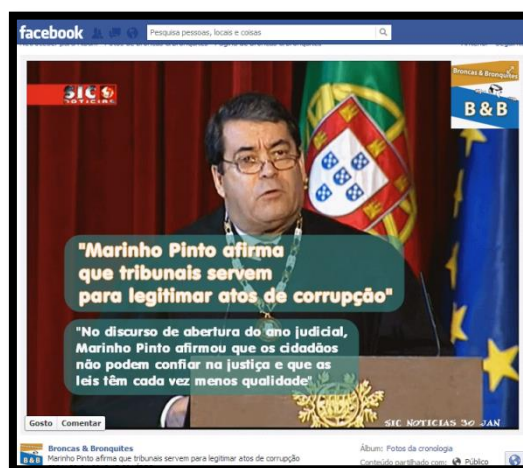 facebook
Pesquisa pessoas, locais e coisas
SIC
NOTÍCIAS
Broncas & Bronquites
B & B
"Marinho Pinto afirma
que tribunais servem
para legitimar atos de corrupção"
"No discurso de abertura do ano judicial,
Marinho Pinto afirmou que os cidadãos
não podem confiar na justiça e que as
leis têm cada vez menos qualidade"
SIC NOTÍCIAS 30 JAN
Gosto Comentar
Broncas & Bronquites
Marinho Pinto afirma que tribunais servem para legitimar atos de corrupção
B&B
Álbum: Fotos da cronologia
Conteúdo partilhado com: Público